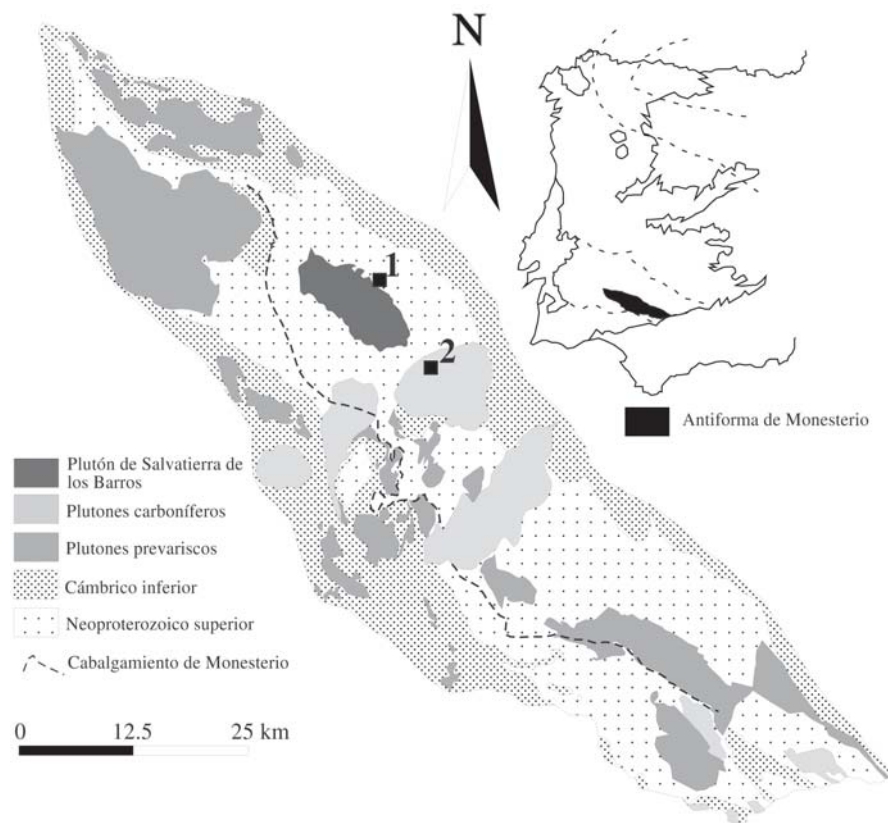 N
1
2
Antiforma de Monesterio
Plutón de Salvatierra de
los Barros
Plutones carboníferos
Plutones prevariscos
Cámbrico inferior
Neoproterozoico superior
Cabalgamiento de Monesterio
0 12.5 25 km